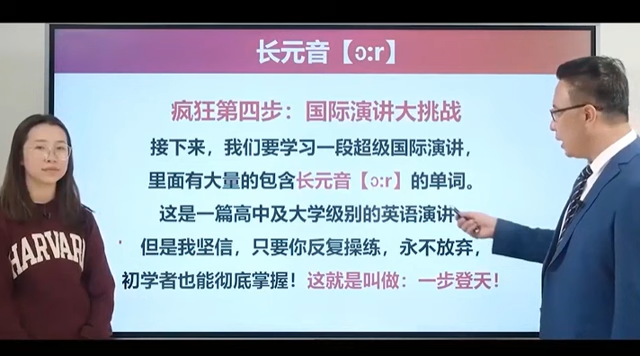 长元音【ɔ:r】
疯狂第四步：国际演讲大挑战
接下来，我们要学习一段超级国际演讲，
里面有大量的包含长元音【ɔ:r】的单词。
这是一篇高中及大学级别的英语演讲
但是我坚信，只要你反复操练，永不放弃，
初学者也能彻底掌握！这就是叫做：一步登天！
HARVARD